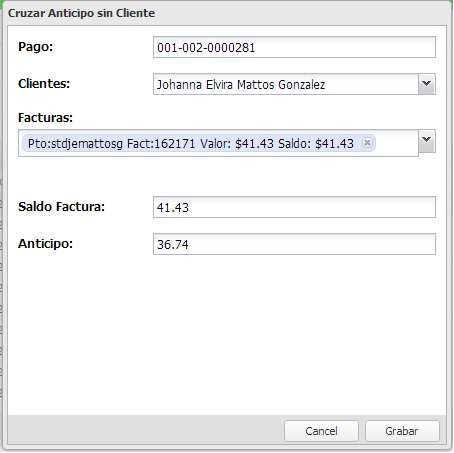 Cruzar Anticipo sin Cliente
Pago: 001-002-0000281
Clientes: Johanna Elvira Mattos Gonzalez
Facturas:
Pto:stdjemattosg Fact:162171 Valor: $41.43 Saldo: $41.43
Saldo Factura: 41.43
Anticipo: 36.74
Cancel Grabar